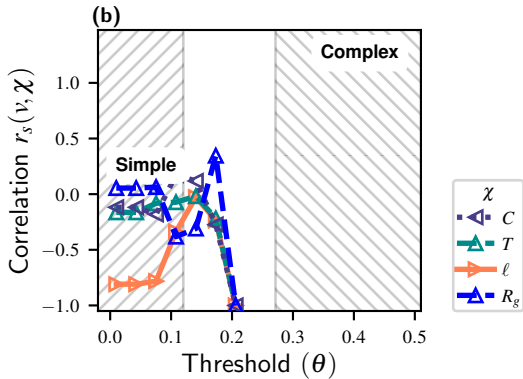 (b)
Complex
Simple
1.0
0.5
0.0
−0.5
−1.0
Correlation r_s(ν, χ)
0.0 0.1 0.2 0.3 0.4 0.5
Threshold (θ)
χ
C
T
ℓ
R_g